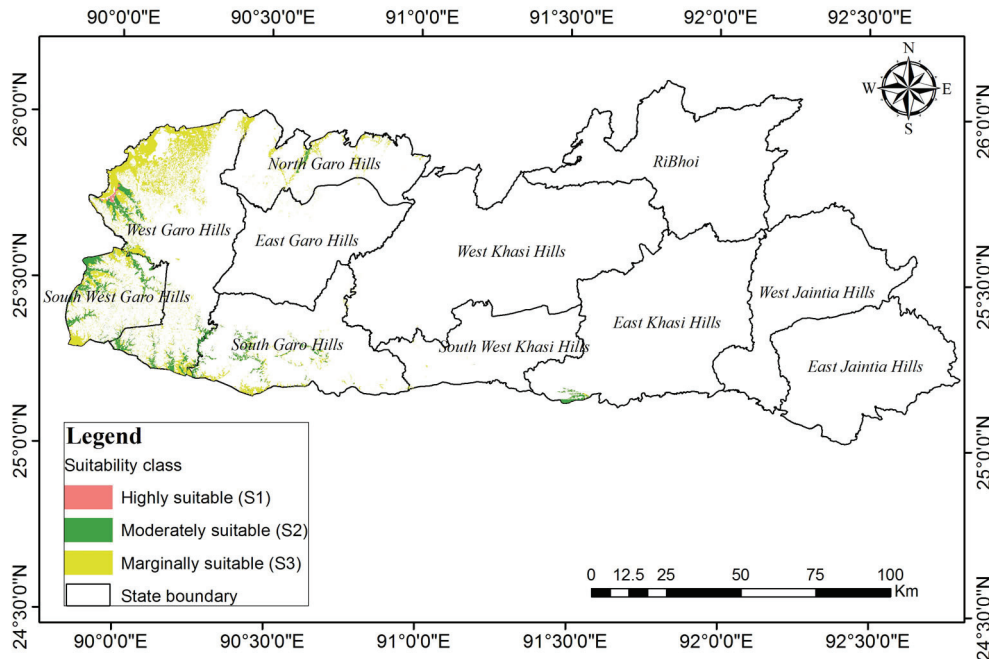 90°0'0"E 90°30'0"E 91°0'0"E 91°30'0"E 92°0'0"E 92°30'0"E
N
W E
S
26°0'0"N 26°0'0"N
North Garo Hills
RiBhoi
West Garo Hills
East Garo Hills
West Khasi Hills
25°30'0"N 25°30'0"N
South West Garo Hills
West Jaintia Hills
East Khasi Hills
South Garo Hills
South West Khasi Hills
East Jaintia Hills
25°0'0"N 25°0'0"N
Legend
Suitability class
Highly suitable (S1)
Moderately suitable (S2)
Marginally suitable (S3)
State boundary
0 12.5 25 50 75 100
Km
24°30'0"N 24°30'0"N
90°0'0"E 90°30'0"E 91°0'0"E 91°30'0"E 92°0'0"E 92°30'0"E